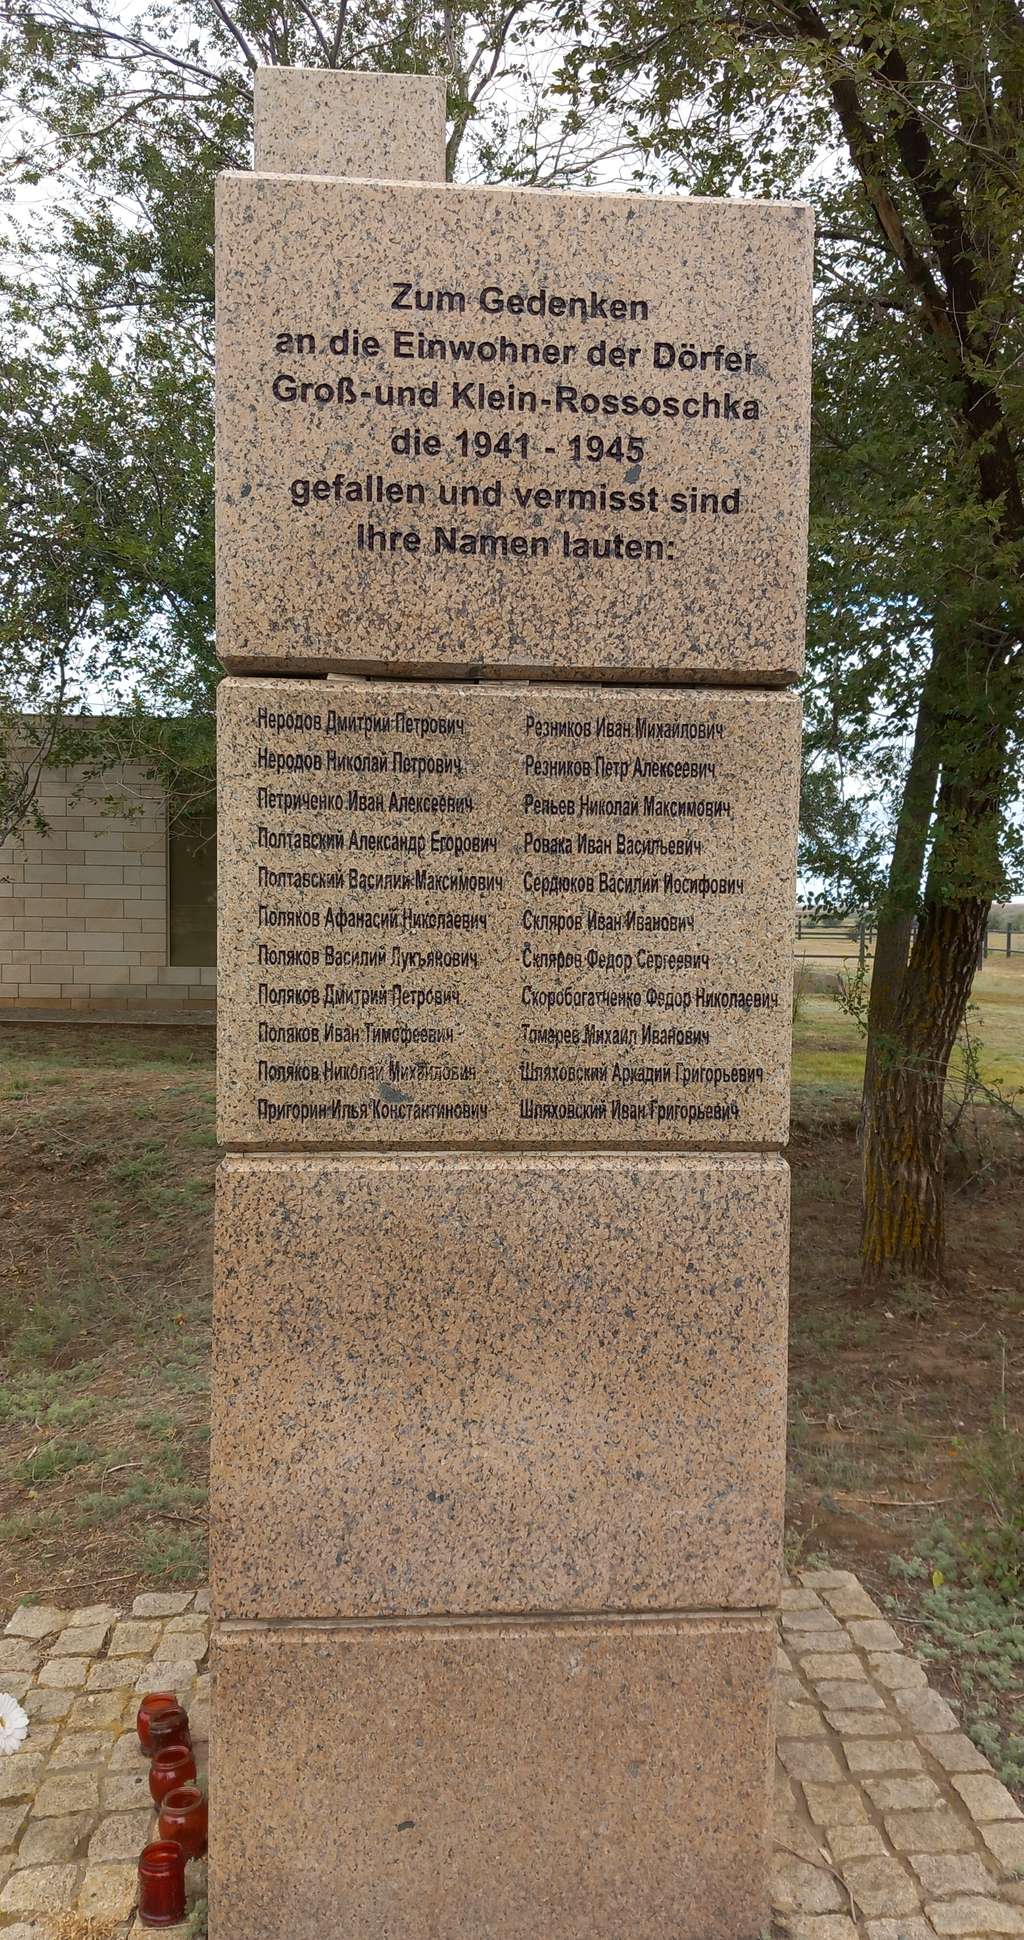 Zum Gedenken
an die Einwohner der Dörfer
Groß-und Klein-Rossoschka
die 1941 - 1945
gefallen und vermisst sind
Ihre Namen lauten:
Неродов Дмитрий Петрович
Неродов Николай Петрович
Петриченко Иван Алексеевич
Полтавский Александр Егорович
Полтавский Василий Максимович
Поляков Афанасий Николаевич
Поляков Василий Лукъянович
Поляков Дмитрий Петрович
Поляков Иван Тимофеевич
Поляков Николай Михайлович
Пригорин Илья Константинович
Резников Иван Михайлович
Резников Петр Алексеевич
Репьев Николай Максимович
Ровака Иван Васильевич
Сердюков Василий Иосифович
Скляров Иван Иванович
Скляров Федор Сергеевич
Скоробогатченко Федор Николаевич
Томарев Михаил Иванович
Шляховский Аркадий Григорьевич
Шляховский Иван Григорьевич